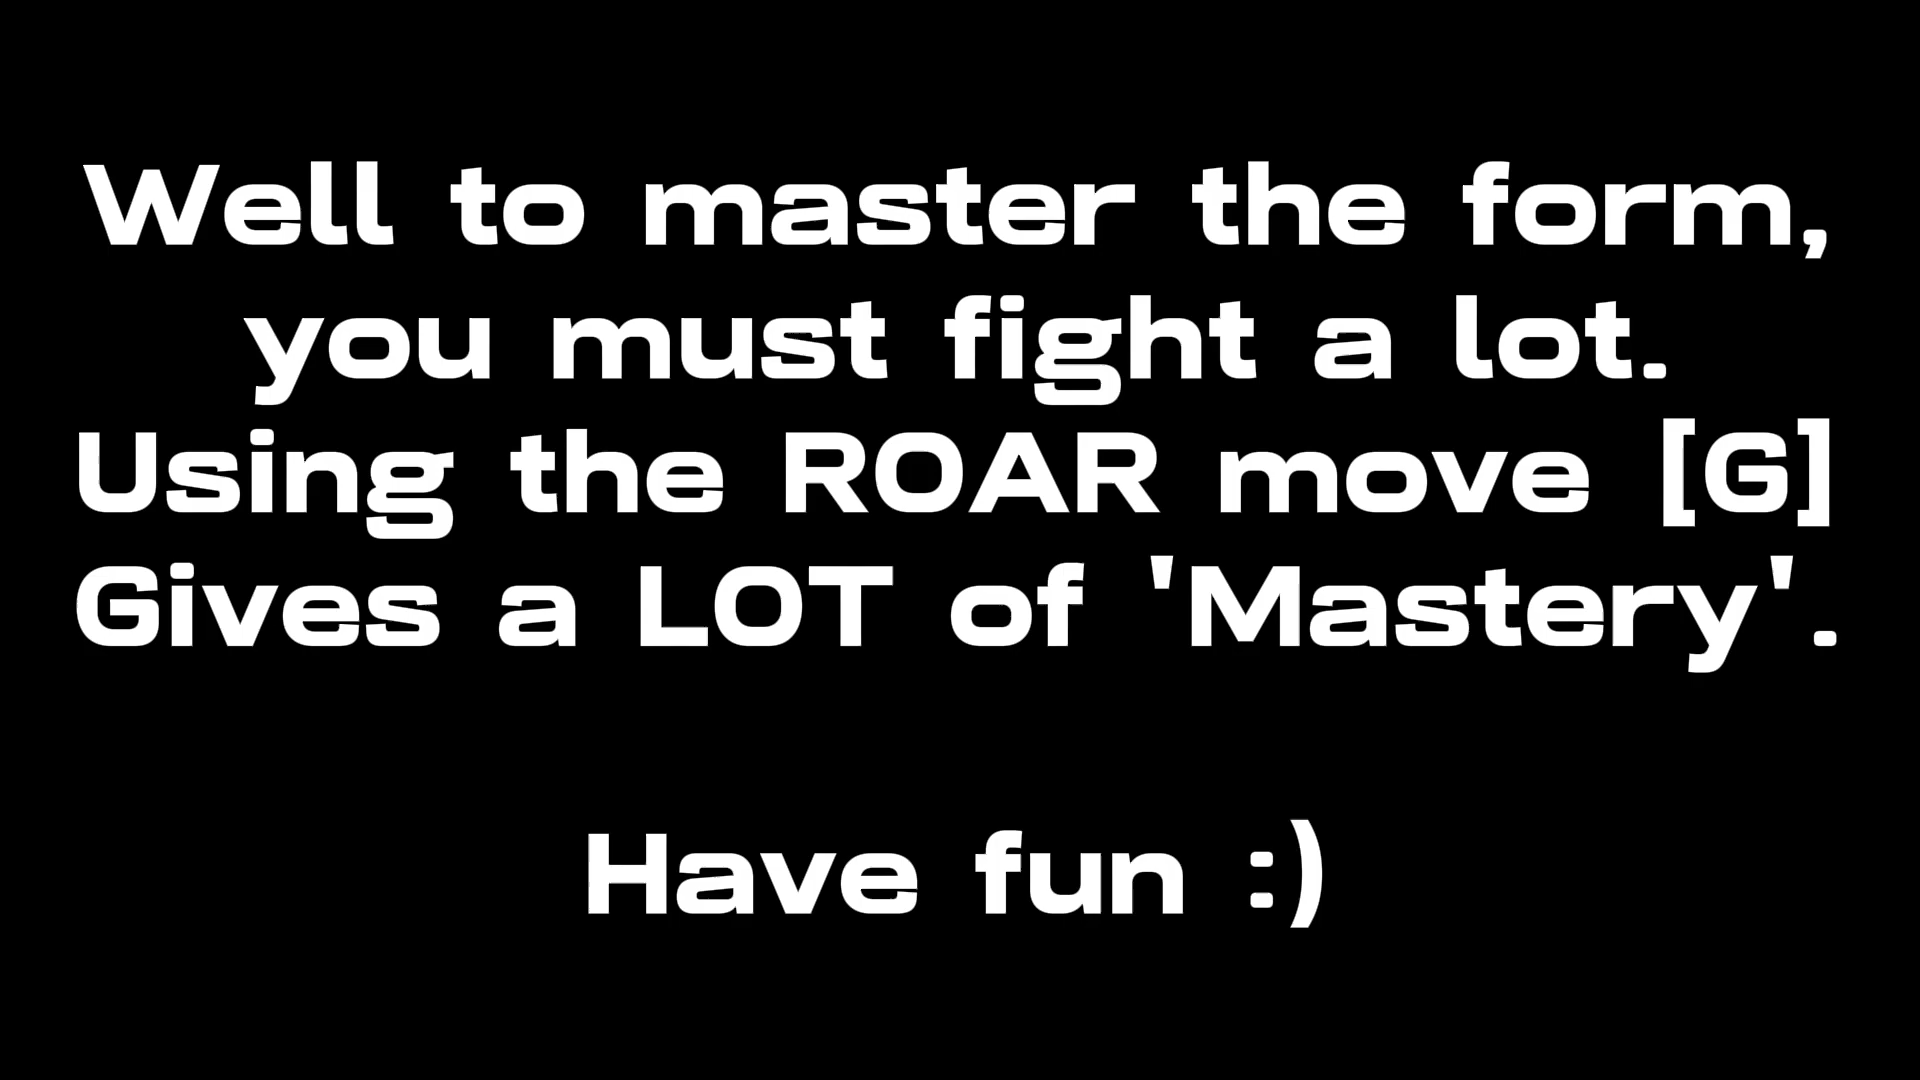 Well to master the form,
you must fight a lot.
Using the ROAR move [G]
Gives a LOT of 'Mastery'.
Have fun :)